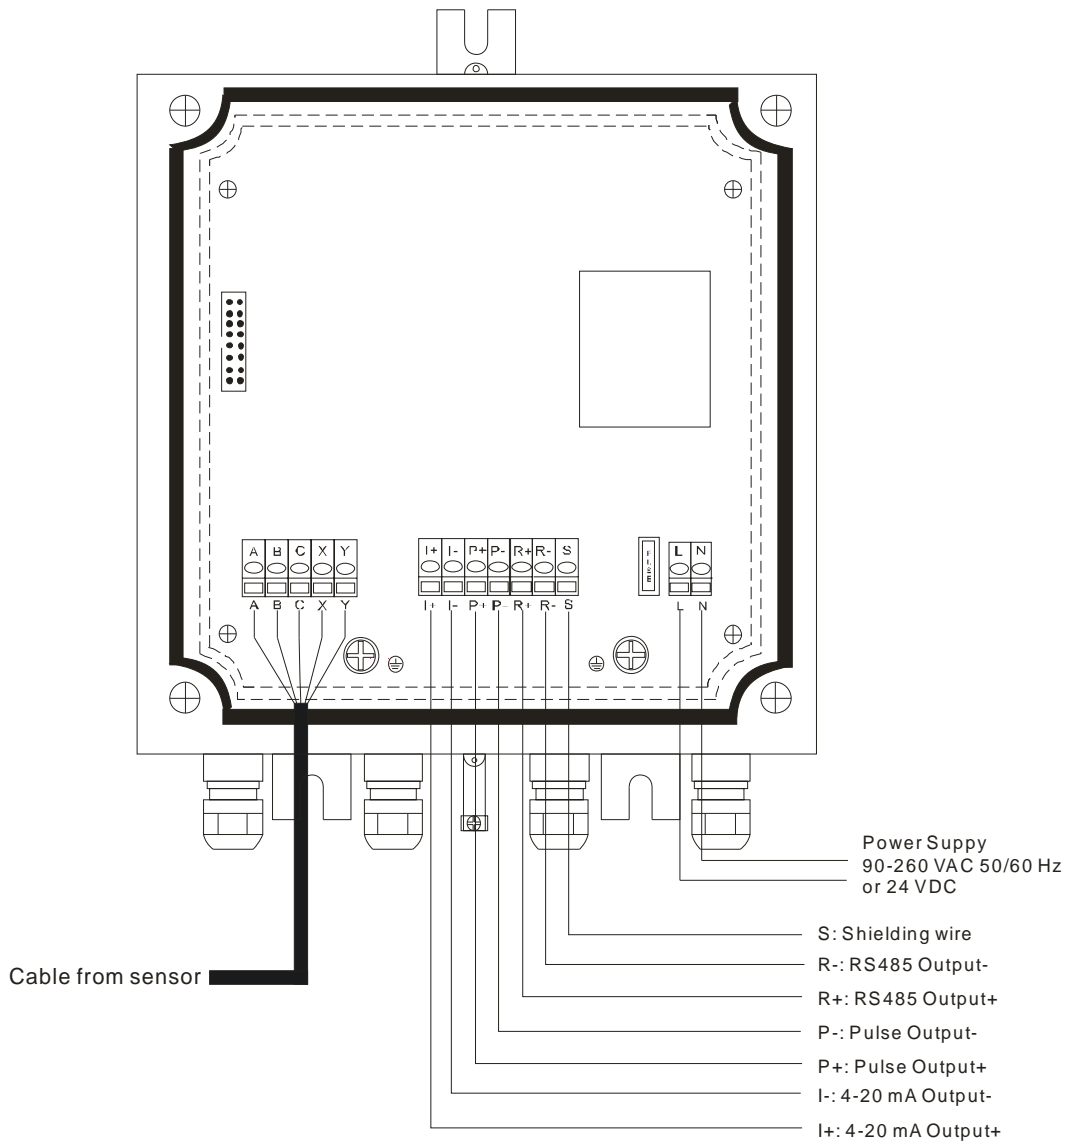 A B C X Y
I+ I- P+ P- R+ R- S
L N
A B C X Y
I+ I- P+ P- R+ R- S
L N
Power Suppy
90-260 VAC 50/60 Hz
or 24 VDC
S: Shielding wire
R-: RS485 Output-
Cable from sensor
R+: RS485 Output+
P-: Pulse Output-
P+: Pulse Output+
I-: 4-20 mA Output-
I+: 4-20 mA Output+